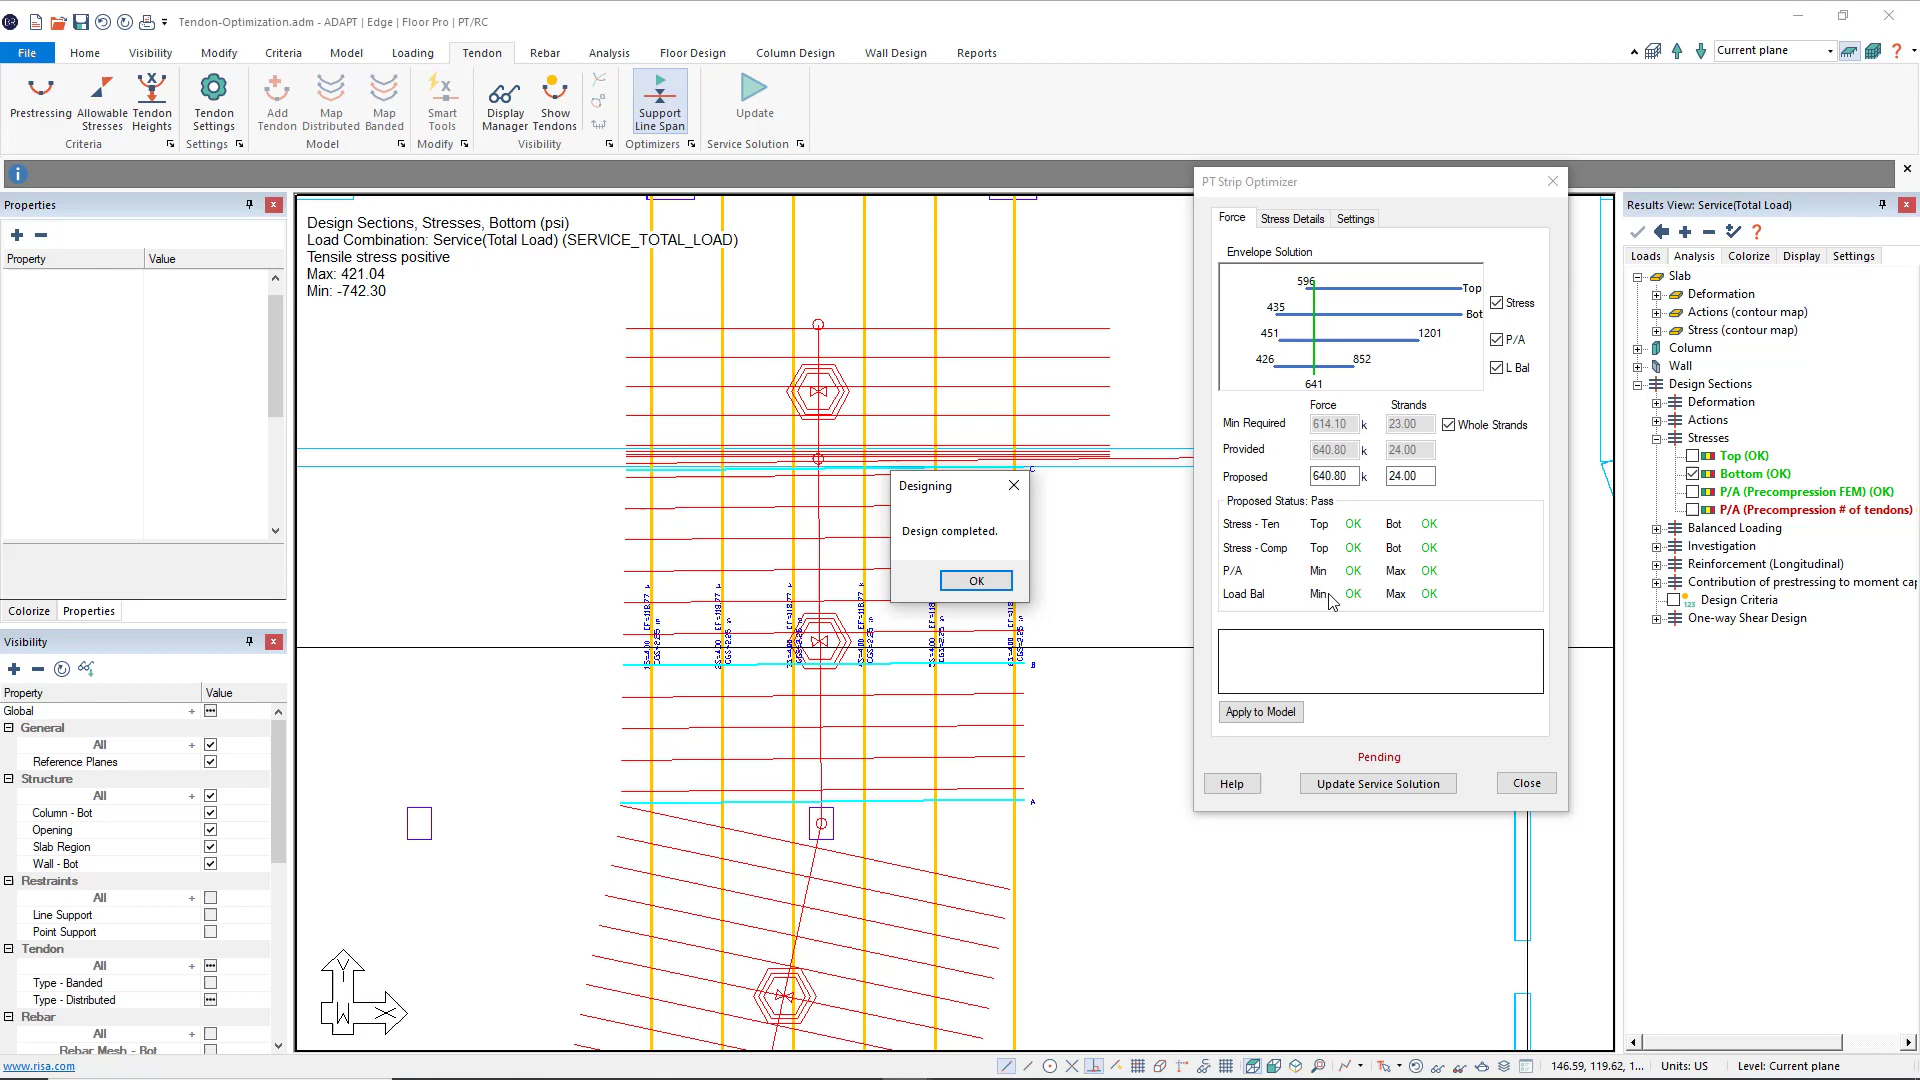 Tendon-Optimization.adm - ADAPT | Edge | Floor Pro | PT/RC
File Home Visibility Modify Criteria Model Loading Tendon Rebar Analysis Floor Design Column Design Wall Design Reports
Current plane
Prestressing
Allowable Stresses
Tendon Heights
Tendon Settings
Add Tendon
Map Distributed
Map Banded
Smart Tools
Display Manager
Show Tendons
Support Line Span
Update
Criteria Settings Model Modify Visibility Optimizers Service Solution
Properties
Property Value
Colorize Properties
Visibility
Property Value
Global
General
All
Reference Planes
Structure
All
Column - Bot
Opening
Slab Region
Wall - Bot
Restraints
All
Line Support
Point Support
Tendon
All
Type - Banded
Type - Distributed
Rebar
All
Rebar Mesh - Bot
Design Sections, Stresses, Bottom (psi)
Load Combination: Service(Total Load) (SERVICE_TOTAL_LOAD)
Tensile stress positive
Max: 421.04
Min: -742.30
C
B
A
Y
W X
Designing
Design completed.
OK
PT Strip Optimizer
Force Stress Details Settings
Envelope Solution
596 Top
435 Bot
451 1201
426 852
641
Stress
P/A
L Bal
Force Strands
Min Required 614.10 k 23.00 Whole Strands
Provided 640.80 k 24.00
Proposed 640.80 k 24.00
Proposed Status: Pass
Stress - Ten Top OK Bot OK
Stress - Comp Top OK Bot OK
P/A Min OK Max OK
Load Bal Min OK Max OK
Apply to Model
Pending
Help Update Service Solution Close
Results View: Service(Total Load)
Loads Analysis Colorize Display Settings
Slab
Deformation
Actions (contour map)
Stress (contour map)
Column
Wall
Design Sections
Deformation
Actions
Stresses
Top (OK)
Bottom (OK)
P/A (Precompression FEM) (OK)
P/A (Precompression # of tendons)
Balanced Loading
Investigation
Reinforcement (Longitudinal)
Contribution of prestressing to moment cap
Design Criteria
One-way Shear Design
www.risa.com
146.59, 119.62, 1... Units: US Level: Current plane